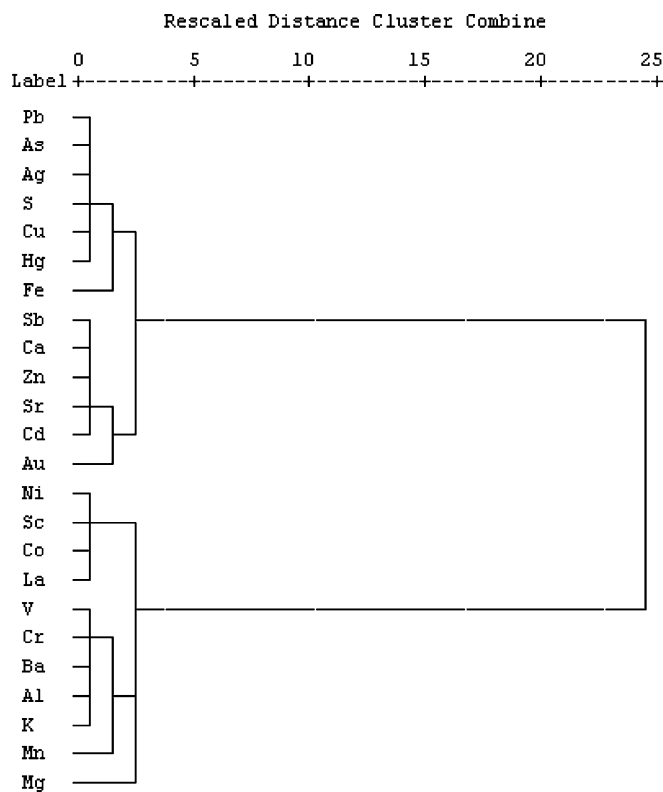 Rescaled Distance Cluster Combine
0 5 10 15 20 25
Label +---------+---------+---------+---------+---------+
Pb
As
Ag
S
Cu
Hg
Fe
Sb
Ca
Zn
Sr
Cd
Au
Ni
Sc
Co
La
V
Cr
Ba
Al
K
Mn
Mg